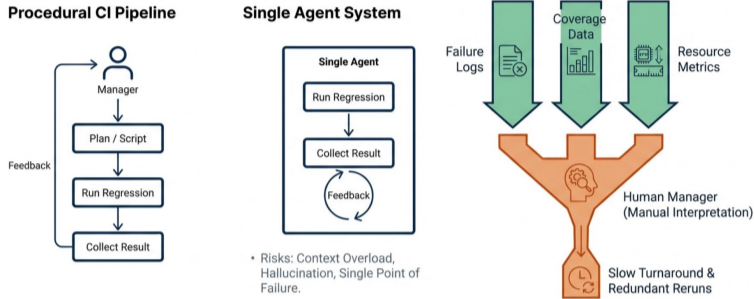 Procedural CI Pipeline
Manager
Plan / Script
Feedback
Run Regression
Collect Result
Single Agent System
Single Agent
Run Regression
Collect Result
Feedback
• Risks: Context Overload,
Hallucination, Single Point of
Failure.
Failure
Logs
Coverage
Data
Resource
Metrics
Human Manager
(Manual Interpretation)
Slow Turnaround &
Redundant Reruns